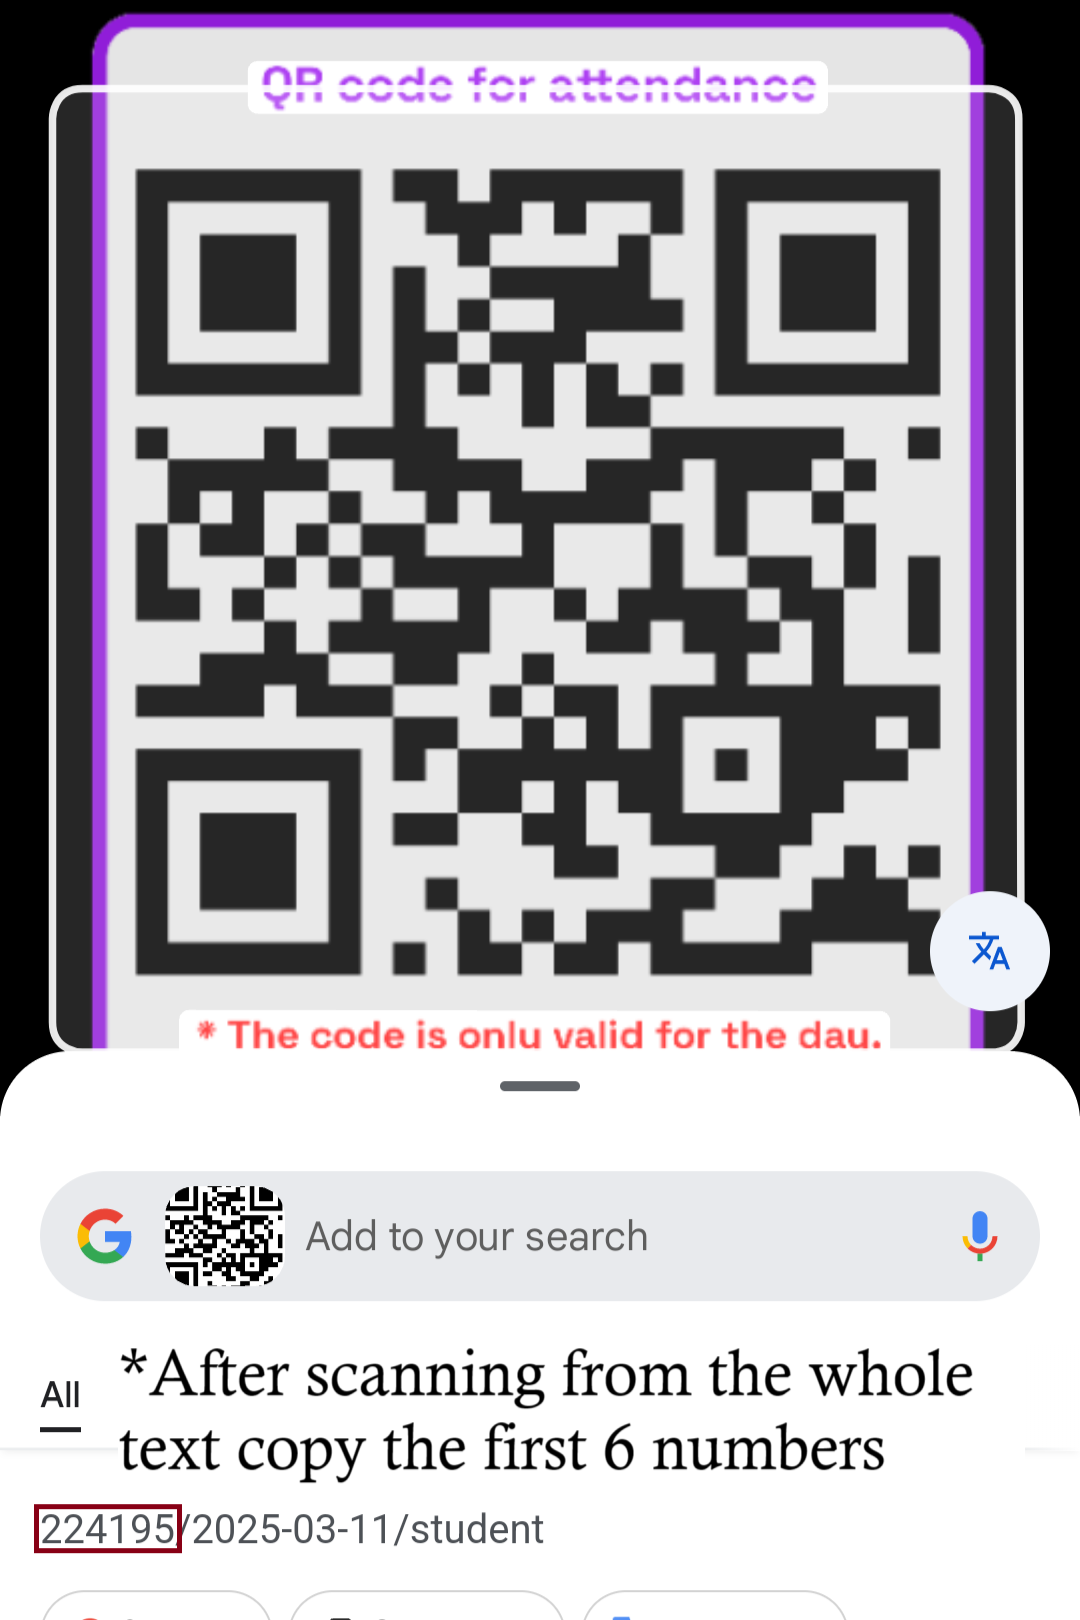 QR code for attendance
* The code is onlu valid for the dau.
Add to your search
All
*After scanning from the whole
text copy the first 6 numbers
224195/2025-03-11/student